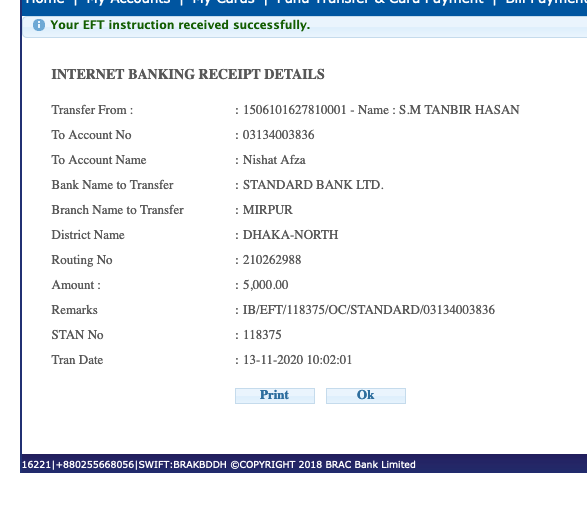 Home | My Accounts | My Cards | Fund Transfer & Card Payment | Bill Payment
Your EFT instruction received successfully.
INTERNET BANKING RECEIPT DETAILS
Transfer From : : 1506101627810001 - Name : S.M TANBIR HASAN
To Account No : 03134003836
To Account Name : Nishat Afza
Bank Name to Transfer : STANDARD BANK LTD.
Branch Name to Transfer : MIRPUR
District Name : DHAKA-NORTH
Routing No : 210262988
Amount : : 5,000.00
Remarks : IB/EFT/118375/OC/STANDARD/03134003836
STAN No : 118375
Tran Date : 13-11-2020 10:02:01
Print Ok
16221|+880255668056|SWIFT:BRAKBDDH ©COPYRIGHT 2018 BRAC Bank Limited